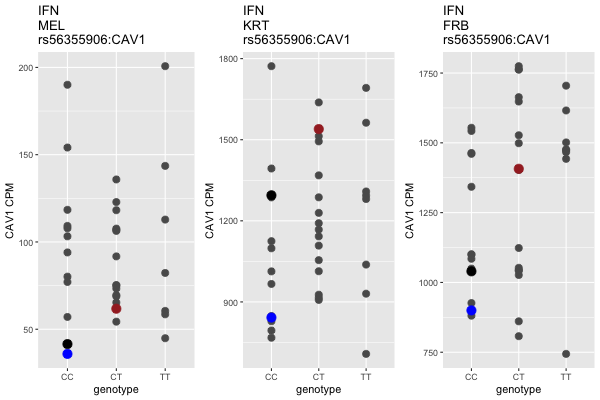 IFN
MEL
rs56355906:CAV1
200
150
100
50
CAV1 CPM
CC
CT
TT
genotype
IFN
KRT
rs56355906:CAV1
1800
1500
1200
900
CAV1 CPM
CC
CT
TT
genotype
IFN
FRB
rs56355906:CAV1
1750
1500
1250
1000
750
CAV1 CPM
CC
CT
TT
genotype